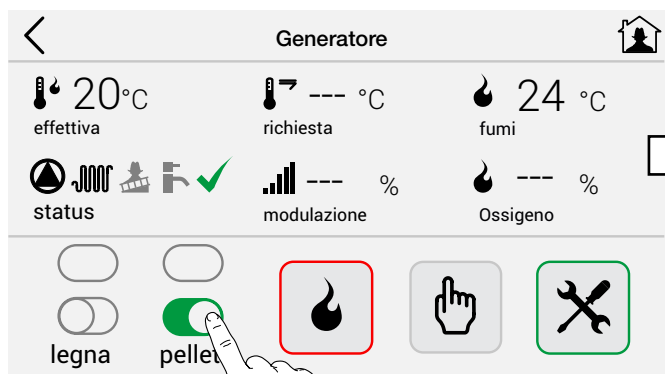 Generatore
20°C
effettiva
--- °C
richiesta
24 °C
fumi
status
--- %
modulazione
--- %
Ossigeno
legna
pellet